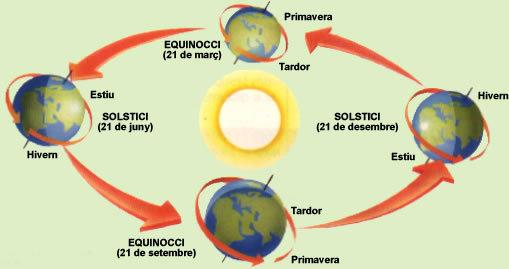 Primavera
EQUINOCCI
(21 de març)
Tardor
Estiu
SOLSTICI
(21 de juny)
Hivern
SOLSTICI
(21 de desembre)
Hivern
Estiu
Tardor
EQUINOCCI
(21 de setembre)
Primavera